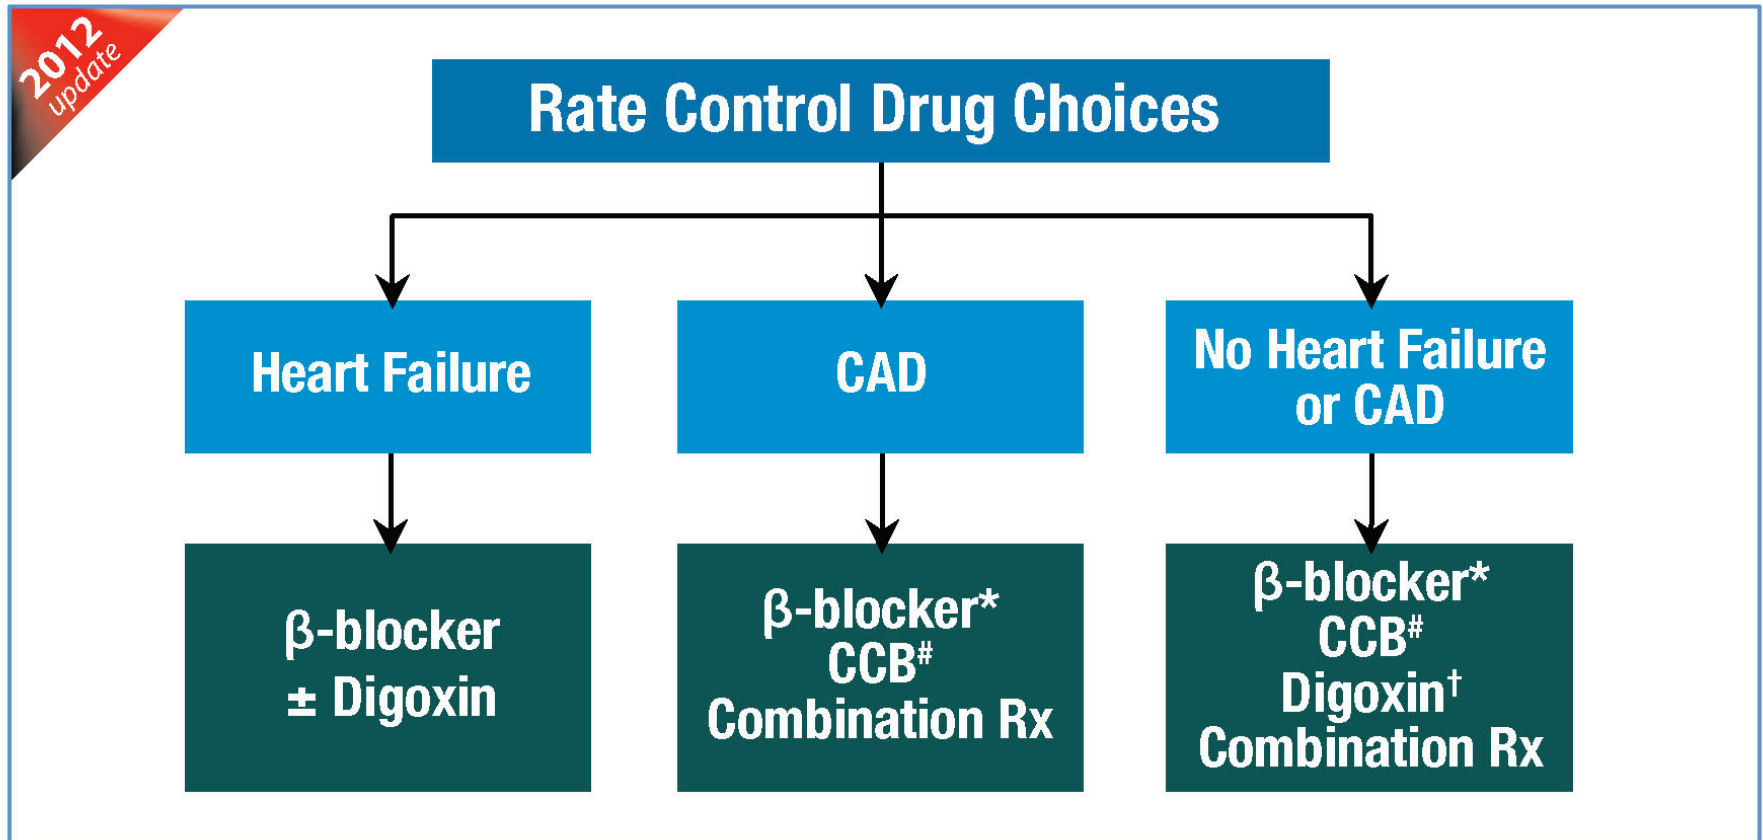 2012
update
Rate Control Drug Choices
Heart Failure
CAD
No Heart Failure
or CAD
β-blocker
± Digoxin
β-blocker*
CCB#
Combination Rx
β-blocker*
CCB#
Digoxin†
Combination Rx